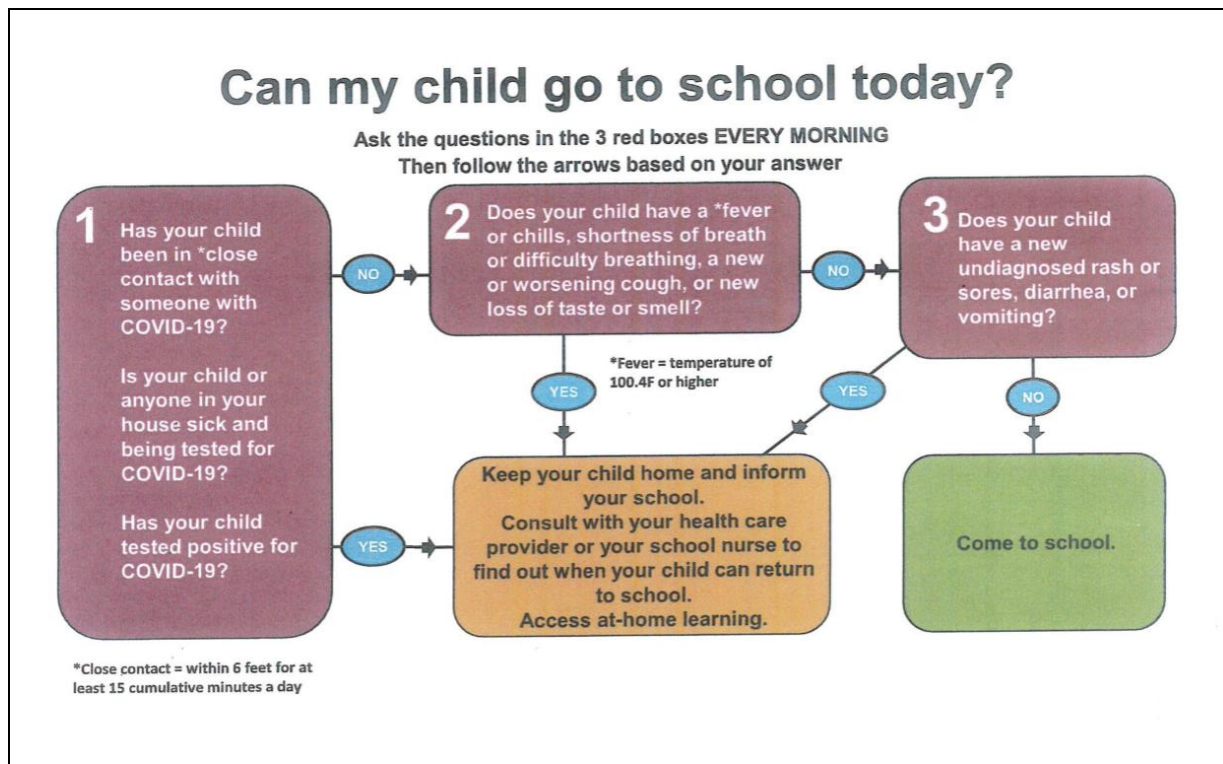 Can my child go to school today?
Ask the questions in the 3 red boxes EVERY MORNING
Then follow the arrows based on your answer
1
Has your child
been in *close
contact with
someone with
COVID-19?
Is your child or
anyone in your
house sick and
being tested for
COVID-19?
Has your child
tested positive for
COVID-19?
NO
YES
*Close contact = within 6 feet for at
least 15 cumulative minutes a day
2
Does your child have a *fever
or chills, shortness of breath
or difficulty breathing, a new
or worsening cough, or new
loss of taste or smell?
NO
YES
*Fever = temperature of
100.4F or higher
3
Does your child
have a new
undiagnosed rash or
sores, diarrhea, or
vomiting?
YES
NO
Keep your child home and inform
your school.
Consult with your health care
provider or your school nurse to
find out when your child can return
to school.
Access at-home learning.
Come to school.